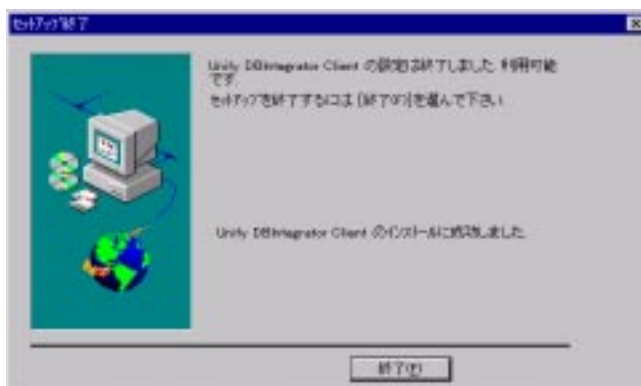 セットアップ終了
Unify DBIntegrator Client の設定は終了しました 利用可能
です.
セットアップを終了するには [終了(F)]を選んで下さい
Unify DBIntegrator Client のインストールに成功しました.
終了(F)